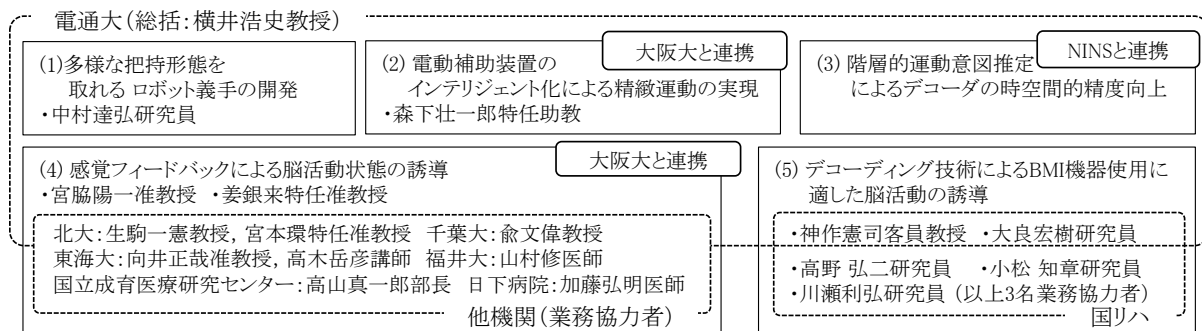 電通大(総括:横井浩史教授)
(1)多様な把持形態を
取れる ロボット義手の開発
・中村達弘研究員
大阪大と連携
(2) 電動補助装置の
インテリジェント化による精緻運動の実現
・森下壮一郎特任助教
NINSと連携
(3) 階層的運動意図推定
によるデコーダの時空間的精度向上
大阪大と連携
(4) 感覚フィードバックによる脳活動状態の誘導
・宮脇陽一准教授 ・姜銀来特任准教授
北大:生駒一憲教授, 宮本環特任准教授 千葉大:兪文偉教授
東海大:向井正哉准教授, 高木岳彦講師 福井大:山村修医師
国立成育医療研究センター:高山真一郎部長 日下病院:加藤弘明医師
他機関(業務協力者)
(5) デコーディング技術によるBMI機器使用に
適した脳活動の誘導
・神作憲司客員教授 ・大良宏樹研究員
・高野 弘二研究員 ・小松 知章研究員
・川瀬利弘研究員 (以上3名業務協力者)
国リハ